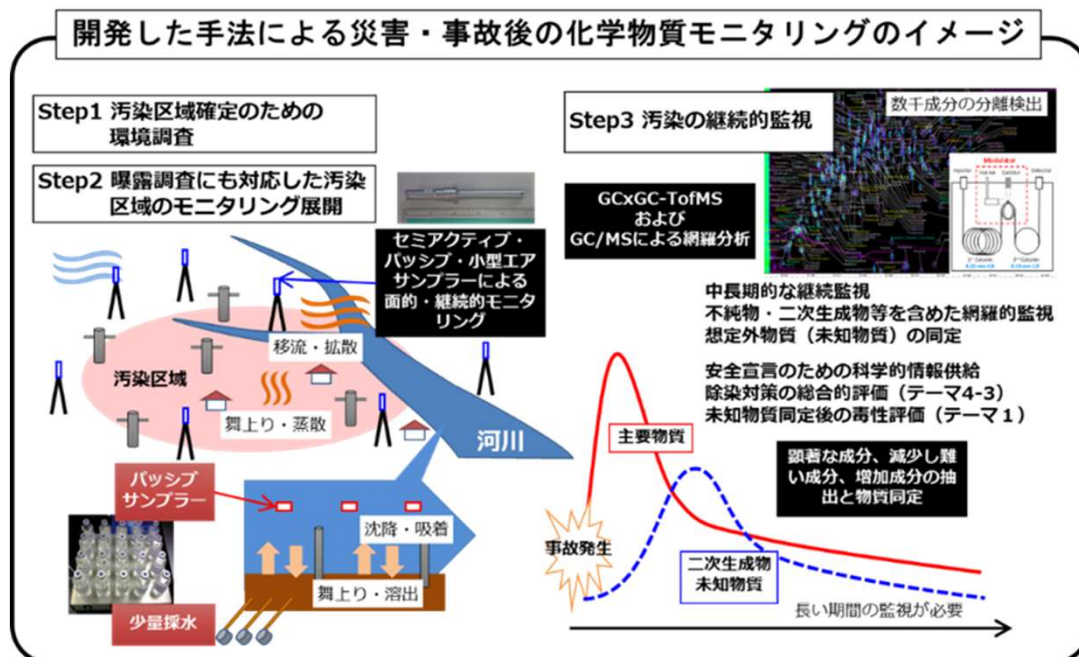 開発した手法による災害・事故後の化学物質モニタリングのイメージ
Step1 汚染区域確定のための
環境調査
Step2 曝露調査にも対応した汚染
区域のモニタリング展開
セミアクティブ・
パッシブ・小型エア
サンプラーによる
面的・継続的モニタ
リング
移流・拡散
汚染区域
舞上り・蒸散
河川
パッシブ
サンプラー
沈降・吸着
舞上り・溶出
少量採水
Step3 汚染の継続的監視
数千成分の分離検出
Modulator
Injector
Detector
GCxGC-TofMS
および
GC/MSによる網羅分析
中長期的な継続監視
不純物・二次生成物等を含めた網羅的監視
想定外物質（未知物質）の同定
安全宣言のための科学的情報供給
除染対策の総合的評価（テーマ4-3）
未知物質同定後の毒性評価（テーマ１）
主要物質
顕著な成分、減少し難
い成分、増加成分の抽
出と物質同定
事故発生
二次生成物
未知物質
長い期間の監視が必要